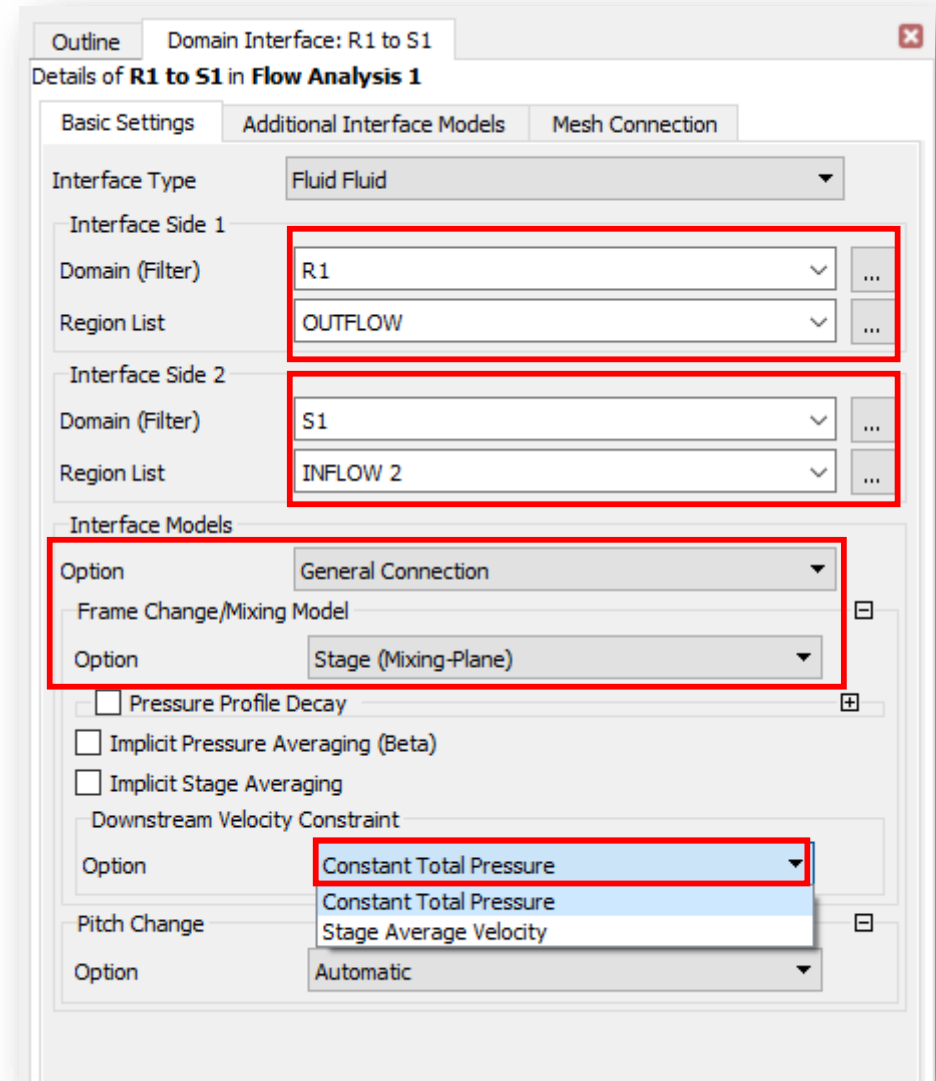 Outline Domain Interface: R1 to S1
Details of R1 to S1 in Flow Analysis 1
Basic Settings Additional Interface Models Mesh Connection
Interface Type Fluid Fluid
Interface Side 1
Domain (Filter) R1 ...
Region List OUTFLOW ...
Interface Side 2
Domain (Filter) S1 ...
Region List INFLOW 2 ...
Interface Models
Option General Connection
Frame Change/Mixing Model
Option Stage (Mixing-Plane)
Pressure Profile Decay
Implicit Pressure Averaging (Beta)
Implicit Stage Averaging
Downstream Velocity Constraint
Option Constant Total Pressure
Constant Total Pressure
Pitch Change
Stage Average Velocity
Option Automatic